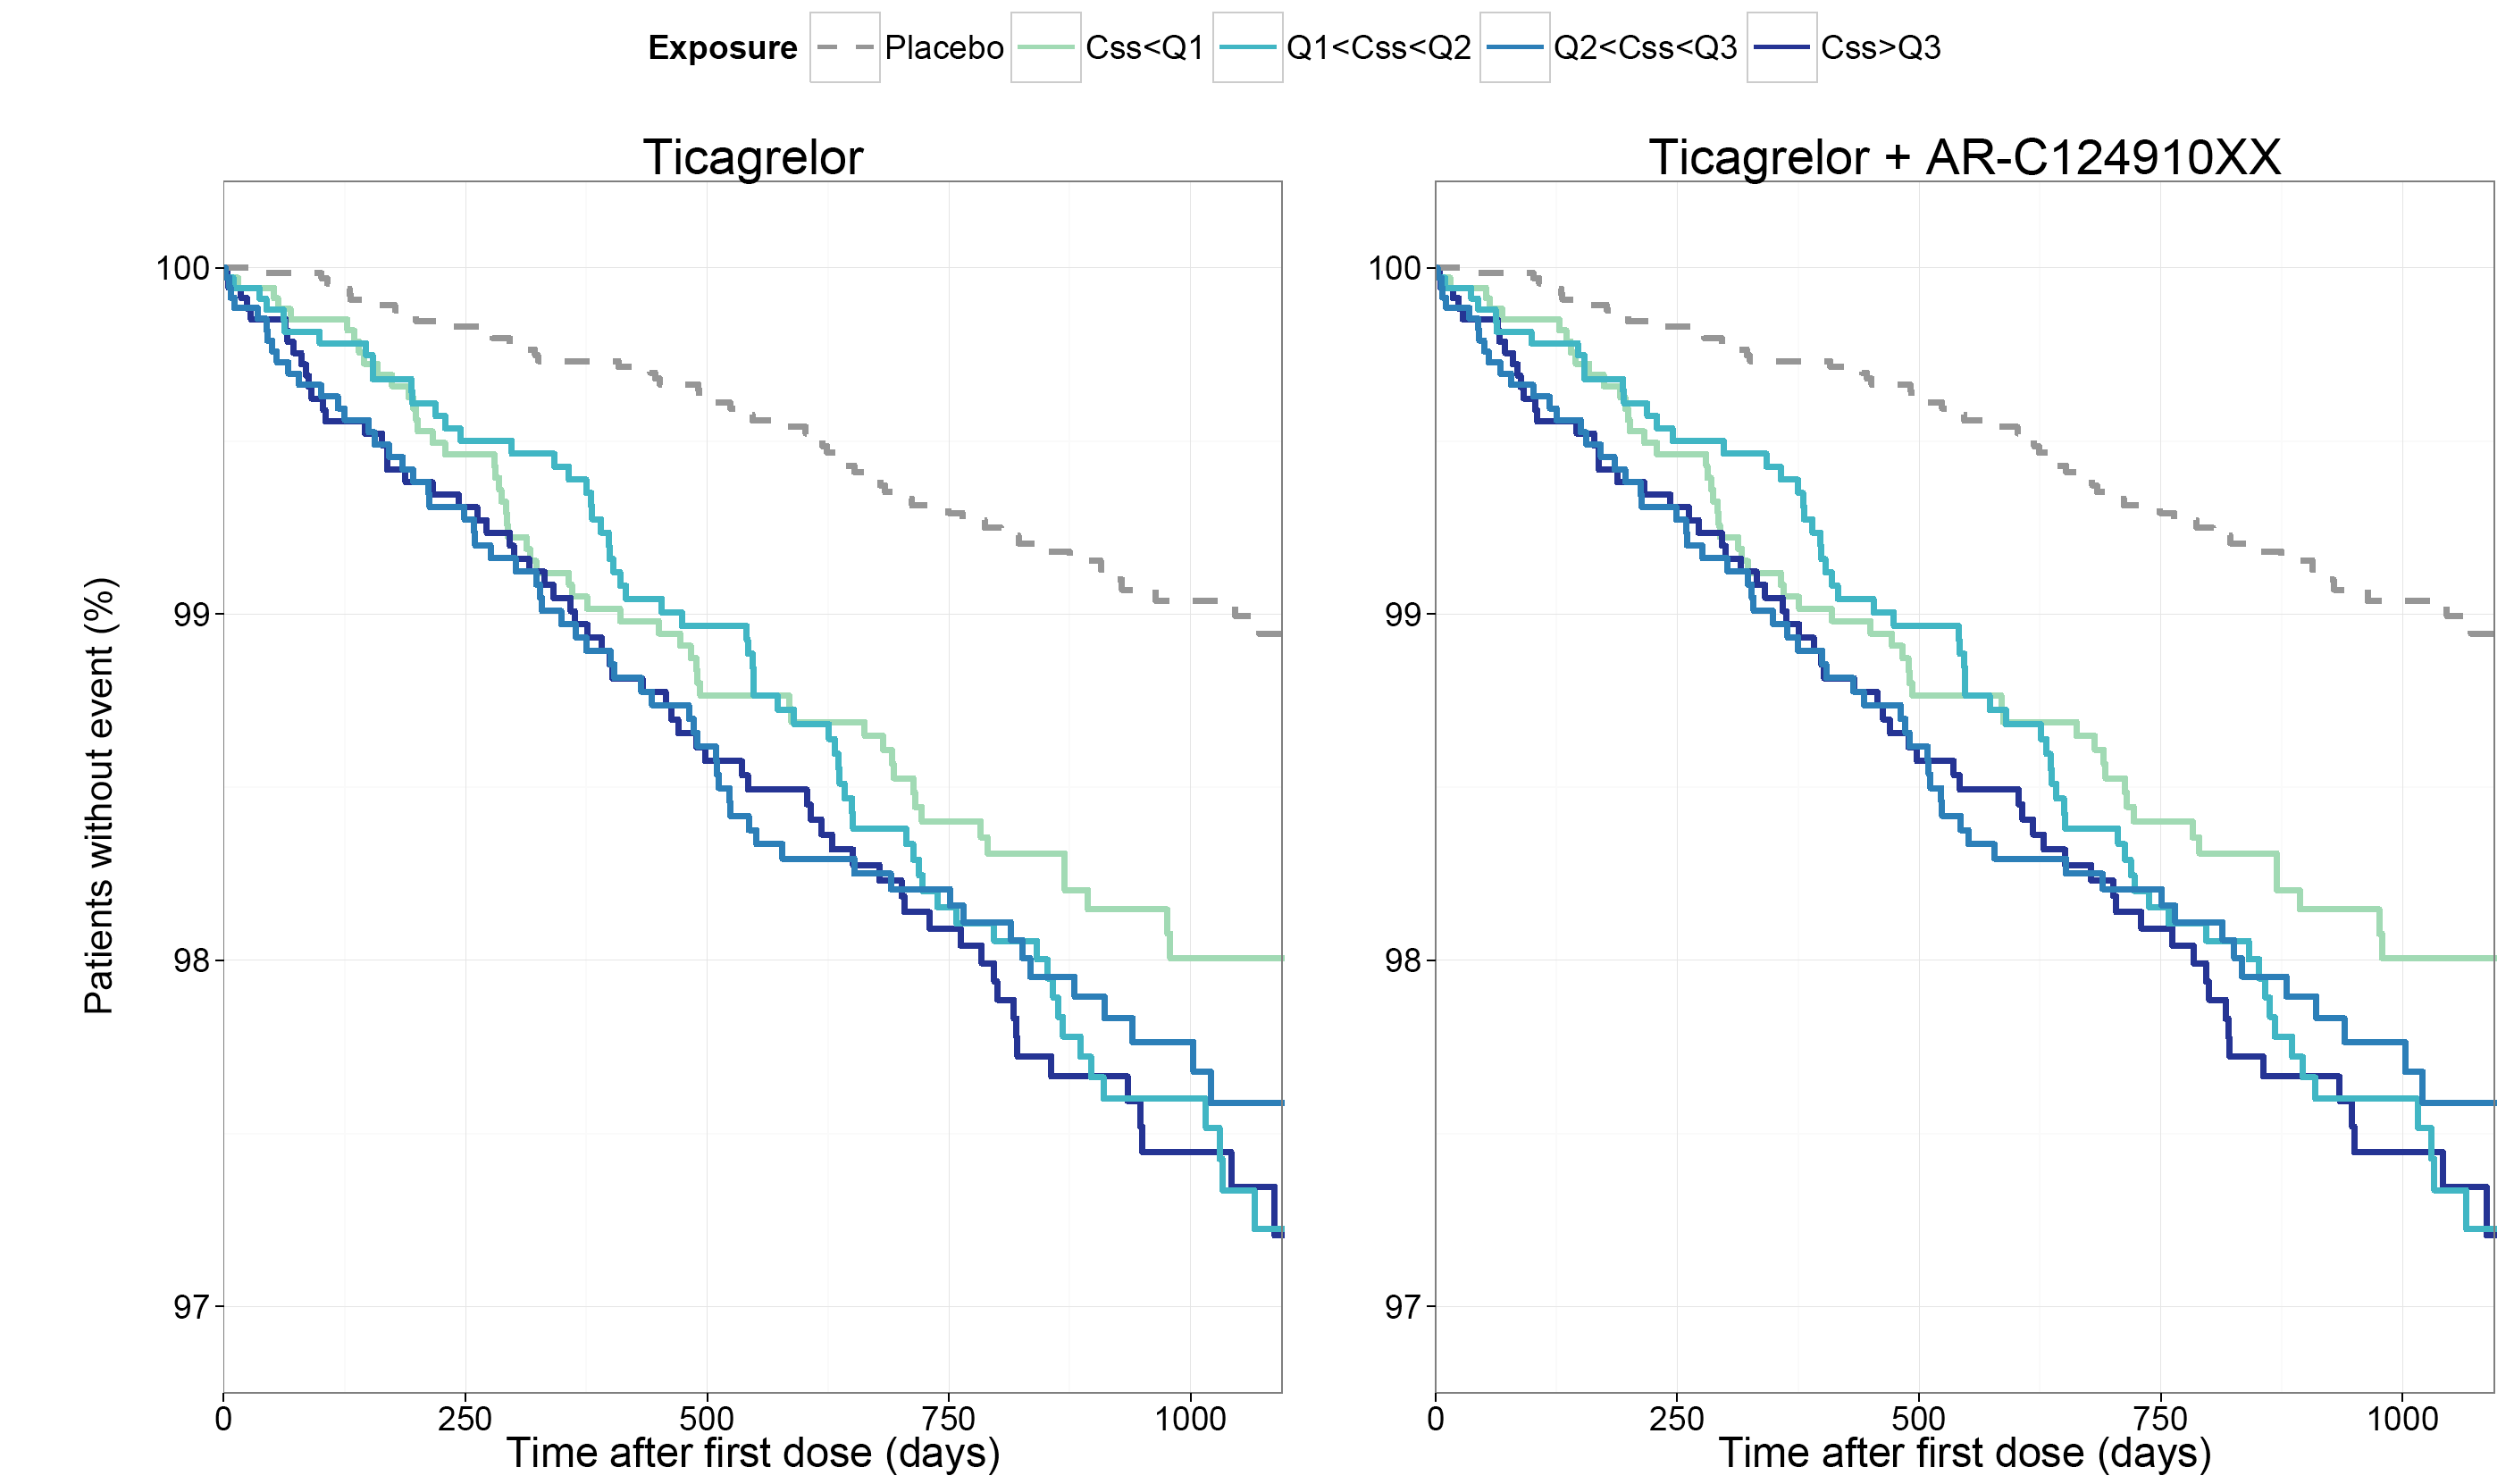 Exposure Placebo Css<Q1 Q1<Css<Q2 Q2<Css<Q3 Css>Q3
Ticagrelor
Ticagrelor + AR-C124910XX
Patients without event (%)
100
99
98
97
0 250 500 750 1000
Time after first dose (days)
100
99
98
97
0 250 500 750 1000
Time after first dose (days)